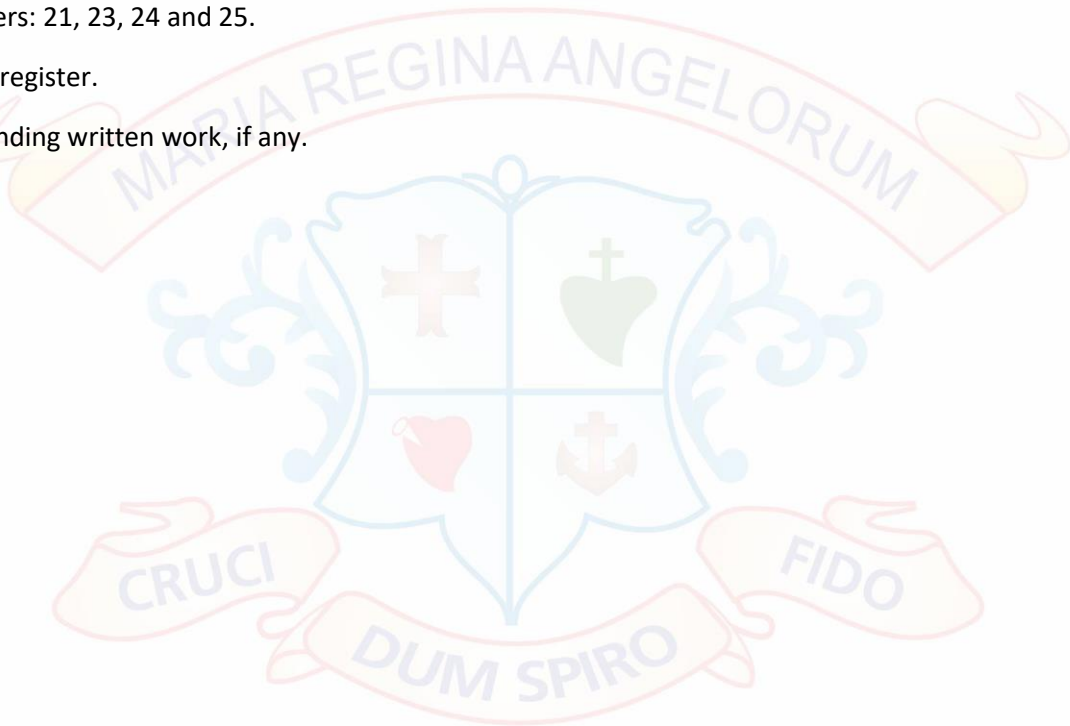 ers: 21, 23, 24 and 25.
register.
nding written work, if any.
MARIA REGINA ANGELORUM
CRUCI
FIDO
DUM SPIRO